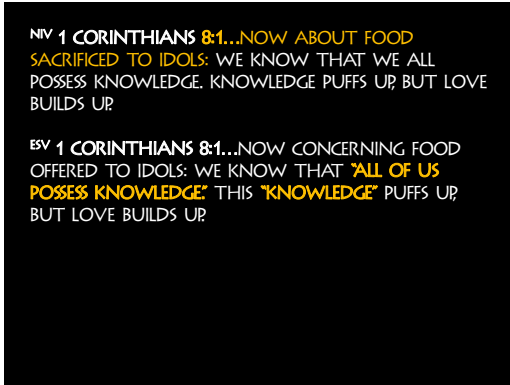 NIV 1 CORINTHIANS 8:1…NOW ABOUT FOOD
SACRIFICED TO IDOLS: WE KNOW THAT WE ALL
POSSESS KNOWLEDGE. KNOWLEDGE PUFFS UP, BUT LOVE
BUILDS UP.
ESV 1 CORINTHIANS 8:1…NOW CONCERNING FOOD
OFFERED TO IDOLS: WE KNOW THAT “ALL OF US
POSSESS KNOWLEDGE.” THIS “KNOWLEDGE” PUFFS UP,
BUT LOVE BUILDS UP.